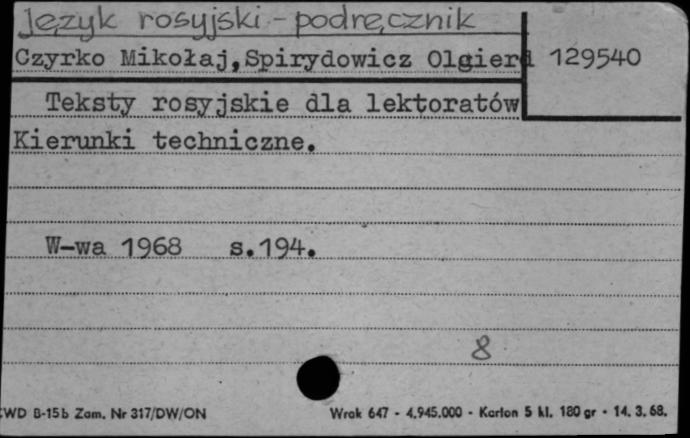 Język rosyjski - podręcznik
Czyrko Mikołaj,Spirydowicz Olgierd 129540
Teksty rosyjskie dla lektoratów
Kierunki techniczne.
W-wa 1968 s.194.
8
CWD B-15b Zam. Nr 317/DW/ON Wrak 647 - 4.945.000 - Karton 5 kl. 180 gr - 14. 3. 68.